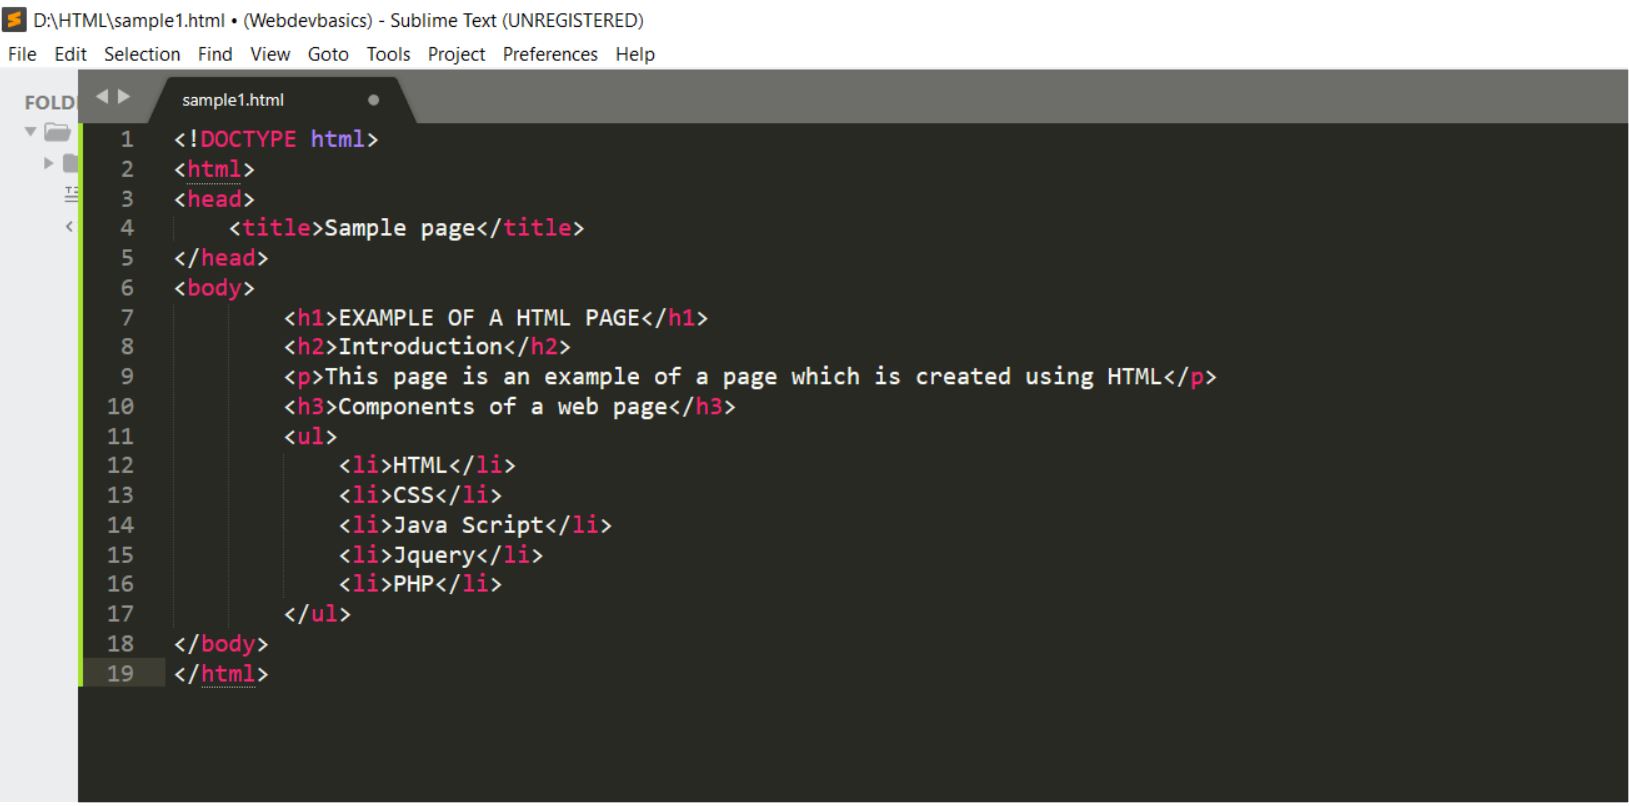 D:\HTML\sample1.html • (Webdevbasics) - Sublime Text (UNREGISTERED)
File Edit Selection Find View Goto Tools Project Preferences Help
FOLD
sample1.html
1 <!DOCTYPE html>
2 <html>
3 <head>
4 <title>Sample page</title>
5 </head>
6 <body>
7 <h1>EXAMPLE OF A HTML PAGE</h1>
8 <h2>Introduction</h2>
9 <p>This page is an example of a page which is created using HTML</p>
10 <h3>Components of a web page</h3>
11 <ul>
12 <li>HTML</li>
13 <li>CSS</li>
14 <li>Java Script</li>
15 <li>Jquery</li>
16 <li>PHP</li>
17 </ul>
18 </body>
19 </html>